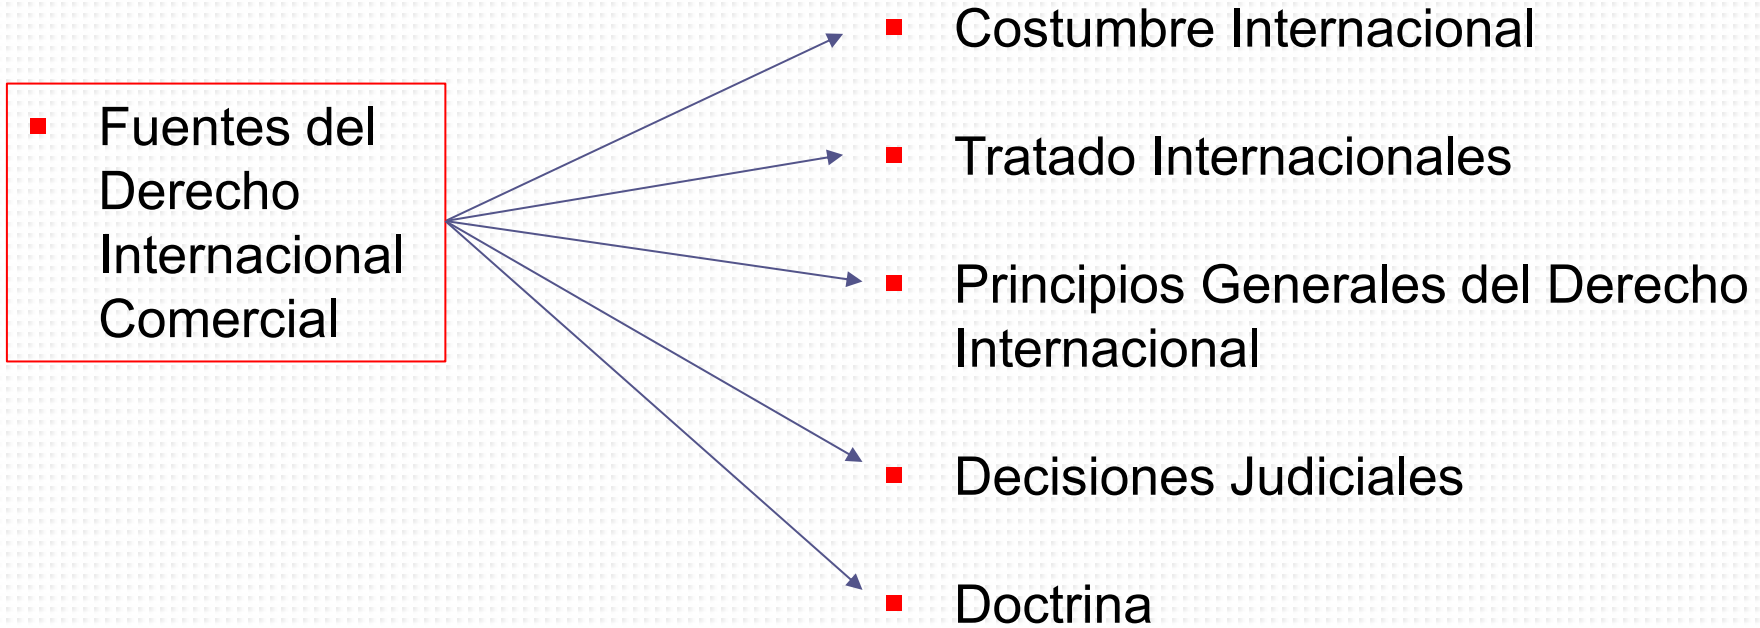 Fuentes del
Derecho
Internacional
Comercial
Costumbre Internacional
Tratado Internacionales
Principios Generales del Derecho
Internacional
Decisiones Judiciales
Doctrina